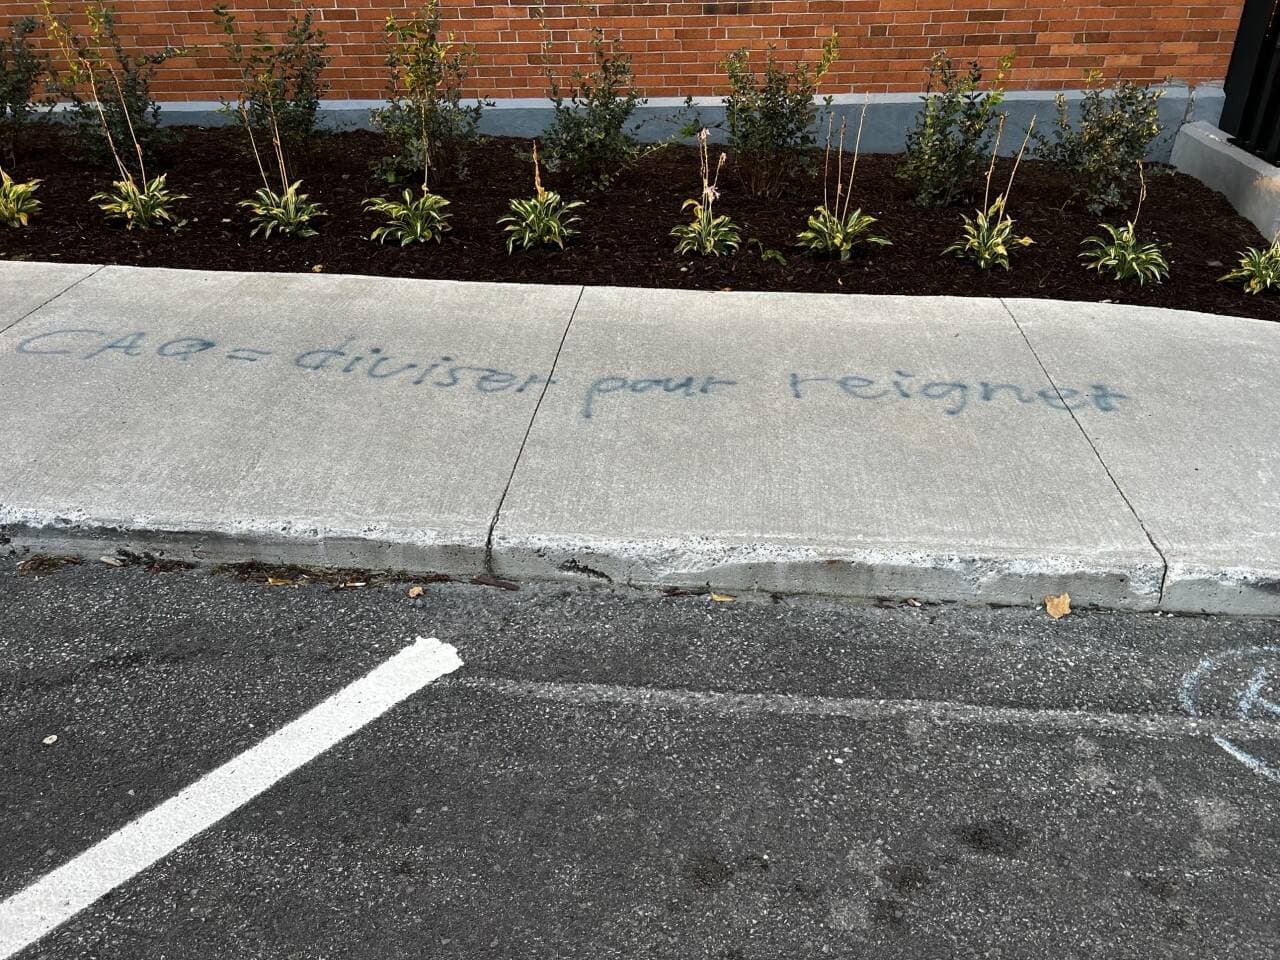 CAQ = diviser pour reigner